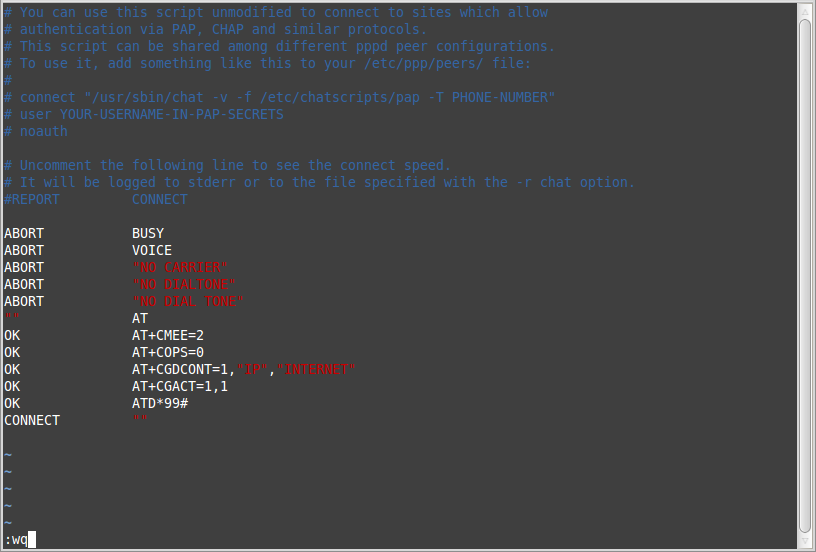 # You can use this script unmodified to connect to sites which allow
# authentication via PAP, CHAP and similar protocols.
# This script can be shared among different pppd peer configurations.
# To use it, add something like this to your /etc/ppp/peers/ file:
#
# connect "/usr/sbin/chat -v -f /etc/chatscripts/pap -T PHONE-NUMBER"
# user YOUR-USERNAME-IN-PAP-SECRETS
# noauth
# Uncomment the following line to see the connect speed.
# It will be logged to stderr or to the file specified with the -r chat option.
#REPORT CONNECT
ABORT BUSY
ABORT VOICE
ABORT "NO CARRIER"
ABORT "NO DIALTONE"
ABORT "NO DIAL TONE"
"" AT
OK AT+CMEE=2
OK AT+COPS=0
OK AT+CGDCONT=1,"IP","INTERNET"
OK AT+CGACT=1,1
OK ATD*99#
CONNECT ""
~
~
~
~
~
:wq